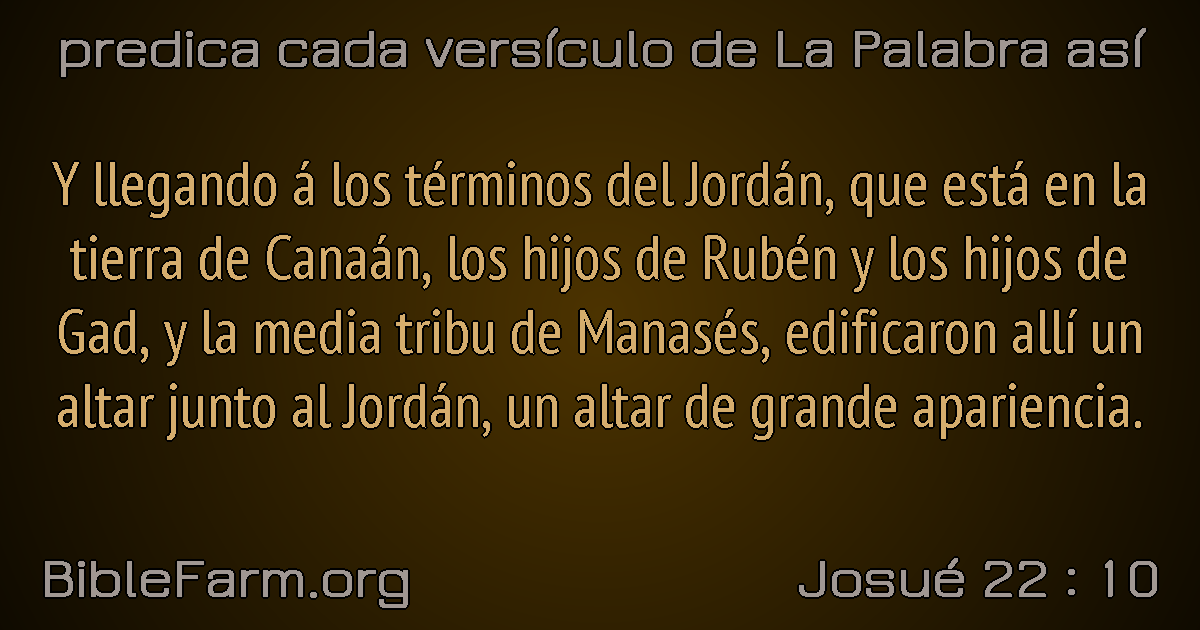 predica cada versículo de La Palabra así
Y llegando á los términos del Jordán, que está en la
tierra de Canaán, los hijos de Rubén y los hijos de
Gad, y la media tribu de Manasés, edificaron allí un
altar junto al Jordán, un altar de grande apariencia.
BibleFarm.org
Josué 22 : 10